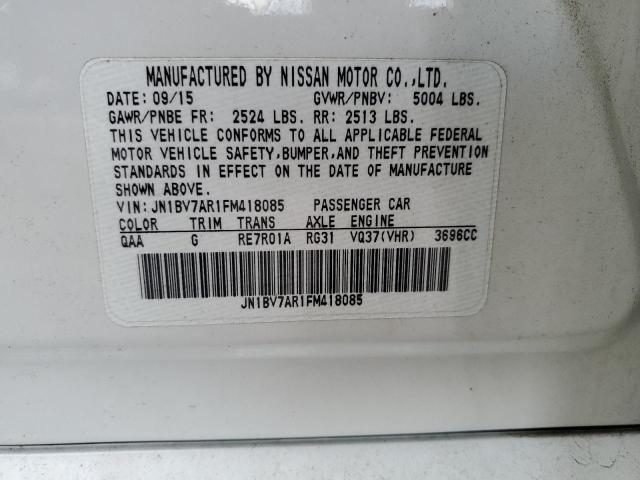 MANUFACTURED BY NISSAN MOTOR CO.,LTD.
DATE: 09/15 GVWR/PNBV: 5004 LBS.
GAWR/PNBE FR: 2524 LBS. RR: 2513 LBS.
THIS VEHICLE CONFORMS TO ALL APPLICABLE FEDERAL
MOTOR VEHICLE SAFETY,BUMPER,AND THEFT PREVENTION
STANDARDS IN EFFECT ON THE DATE OF MANUFACTURE
SHOWN ABOVE.
VIN: JN1BV7AR1FM418085 PASSENGER CAR
COLOR TRIM TRANS AXLE ENGINE
QAA G RE7R01A RG31 VQ37(VHR) 3696CC
JN1BV7AR1FM418085